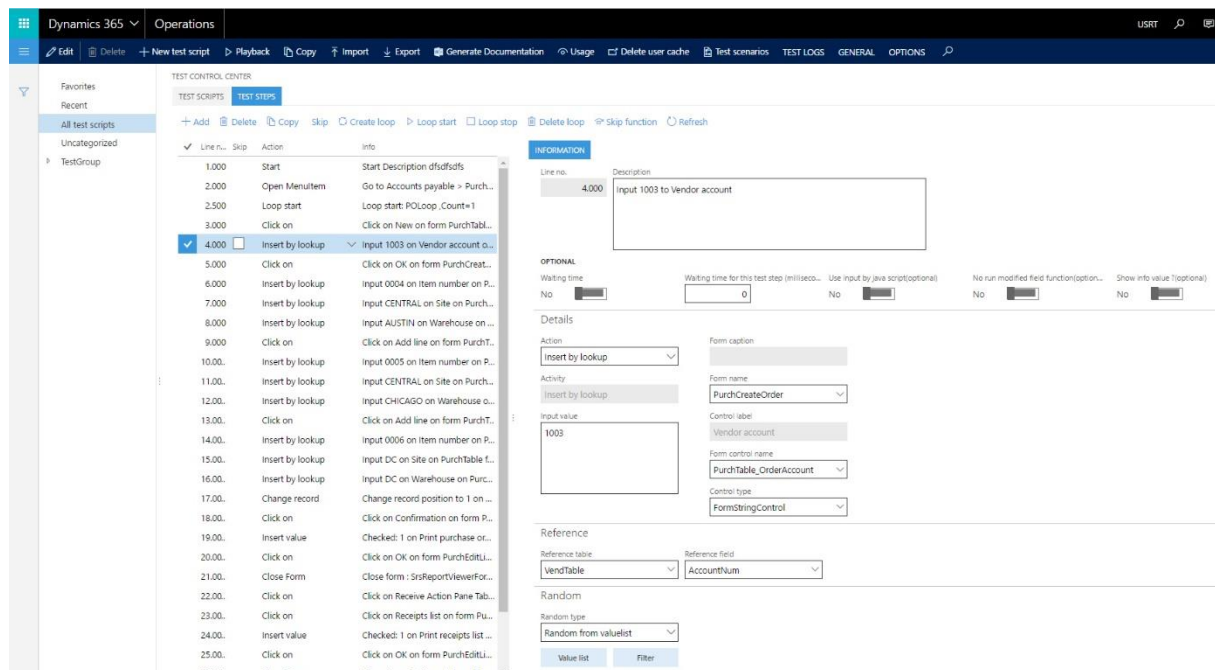 Dynamics 365 Operations USRT
Edit Delete New test script Playback Copy Import Export Generate Documentation Usage Delete user cache Test scenarios TEST LOGS GENERAL OPTIONS
Favorites
Recent
All test scripts
Uncategorized
TestGroup
TEST CONTROL CENTER
TEST SCRIPTS TEST STEPS
Add Delete Copy Skip Create loop Loop start Loop stop Delete loop Skip function Refresh
Line n... Skip Action Info
1.000 Start Start Description dfsdfsdfs
2.000 Open MenuItem Go to Accounts payable > Purch...
2.500 Loop start Loop start: POLoop ,Count=1
3.000 Click on Click on New on form PurchTabl...
4.000 Insert by lookup Input 1003 on Vendor account o...
5.000 Click on Click on OK on form PurchCreat...
6.000 Insert by lookup Input 0004 on Item number on P...
7.000 Insert by lookup Input CENTRAL on Site on Purch...
8.000 Insert by lookup Input AUSTIN on Warehouse on ...
9.000 Click on Click on Add line on form PurchT...
10.00.. Insert by lookup Input 0005 on Item number on P...
11.00.. Insert by lookup Input CENTRAL on Site on Purch...
12.00.. Insert by lookup Input CHICAGO on Warehouse o...
13.00.. Click on Click on Add line on form PurchT...
14.00.. Insert by lookup Input 0006 on Item number on P...
15.00.. Insert by lookup Input DC on Site on PurchTable f...
16.00.. Insert by lookup Input DC on Warehouse on Purc...
17.00.. Change record Change record position to 1 on ...
18.00.. Click on Click on Confirmation on form P...
19.00.. Insert value Checked: 1 on Print purchase or...
20.00.. Click on Click on OK on form PurchEditLi...
21.00.. Close Form Close form : SrsReportViewerFor...
22.00.. Click on Click on Receive Action Pane Tab...
23.00.. Click on Click on Receipts list on form Pu...
24.00.. Insert value Checked: 1 on Print receipts list ...
25.00.. Click on Click on OK on form PurchEditLi...
INFORMATION
Line no. Description
4.000 Input 1003 to Vendor account
OPTIONAL
Waiting time Waiting time for this test step (milliseco... Use input by java script(optional) No run modified field function(option... Show info value ?(optional)
No 0 No No No
Details
Action Form caption
Insert by lookup
Activity Form name
Insert by lookup PurchCreateOrder
Input value Control label
1003 Vendor account
Form control name
PurchTable_OrderAccount
Control type
FormStringControl
Reference
Reference table Reference field
VendTable AccountNum
Random
Random type
Random from valuelist
Value list Filter